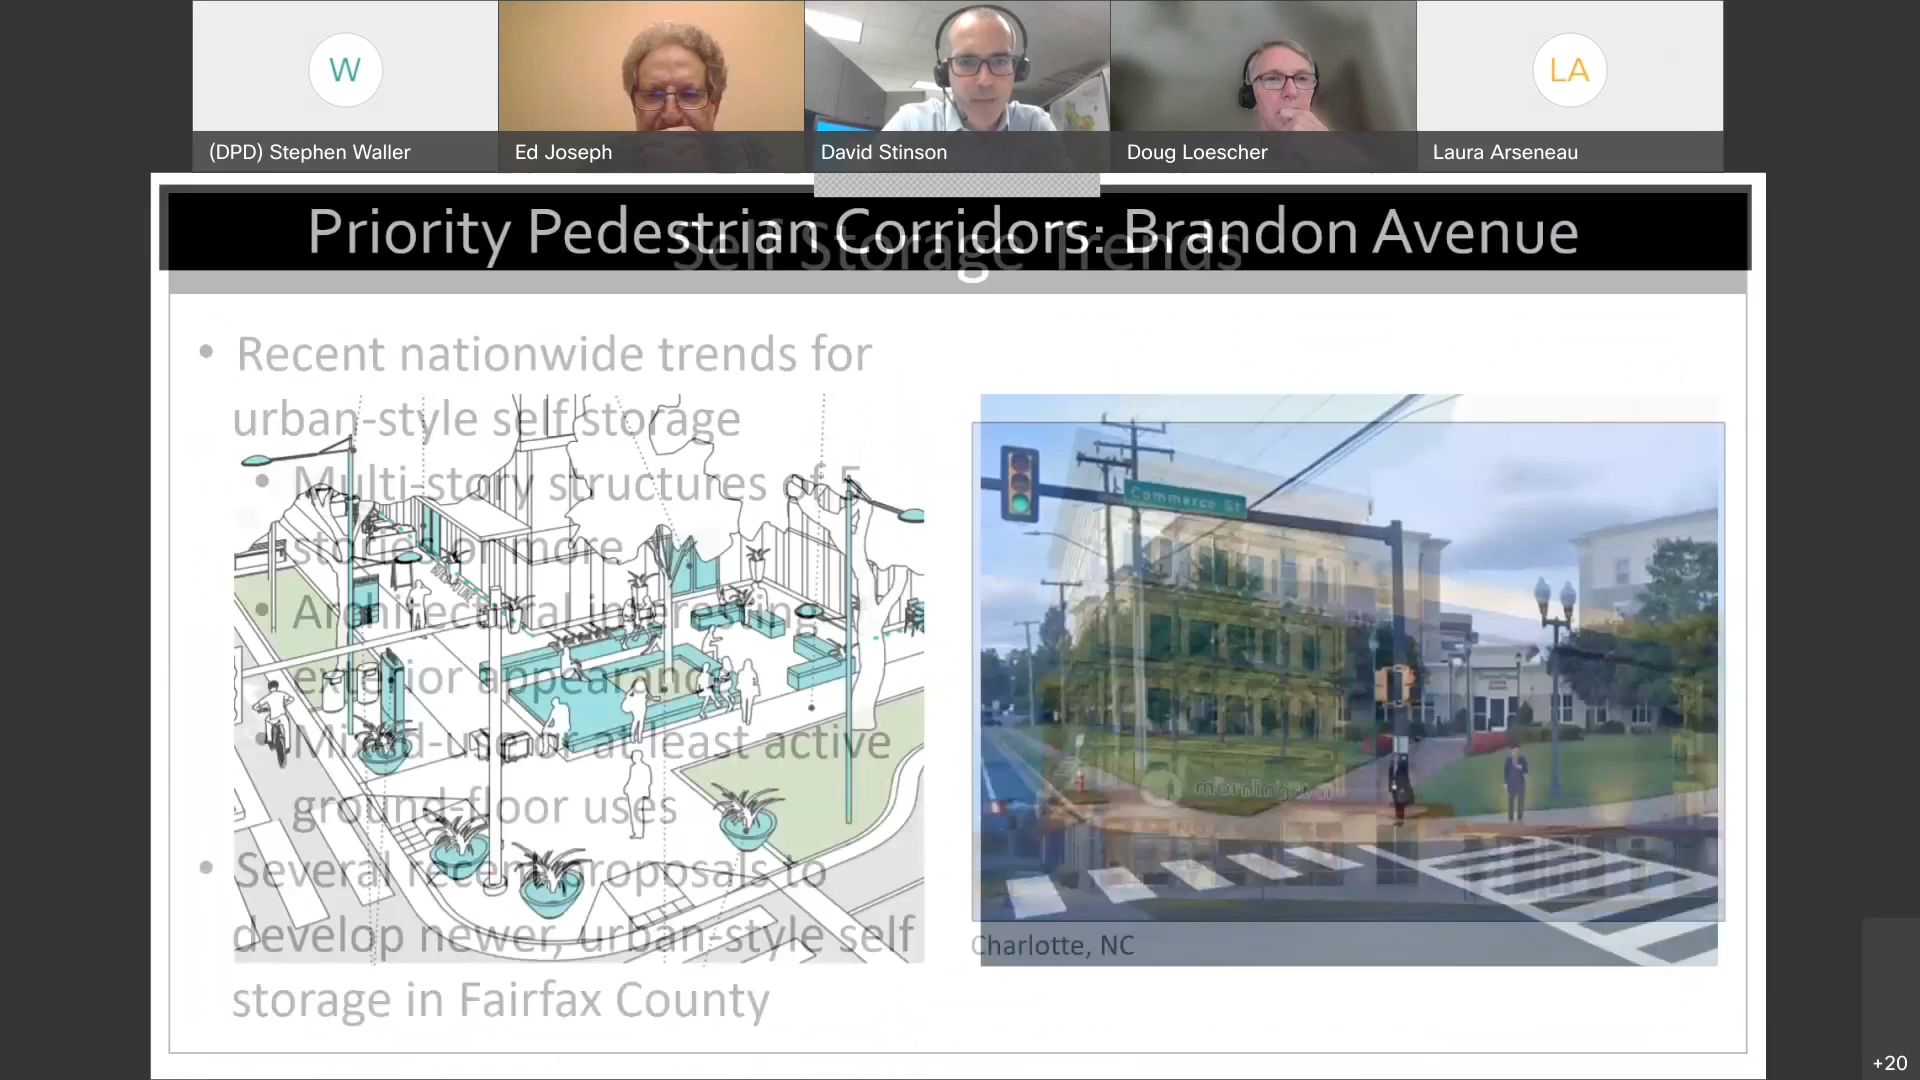 W
LA
(DPD) Stephen Waller
Ed Joseph
David Stinson
Doug Loescher
Laura Arseneau
Priority Pedestrian Corridors: Brandon Avenue
Self Storage Trends
• Recent nationwide trends for
urban-style self storage
• Multi-story structures of 5
stories or more
• Architectural interesting
exterior appearance
• Mixed-use or at least active
ground-floor uses
• Several recent proposals to
develop newer, urban-style self
storage in Fairfax County
Commerce St
morningstar
Charlotte, NC
+20